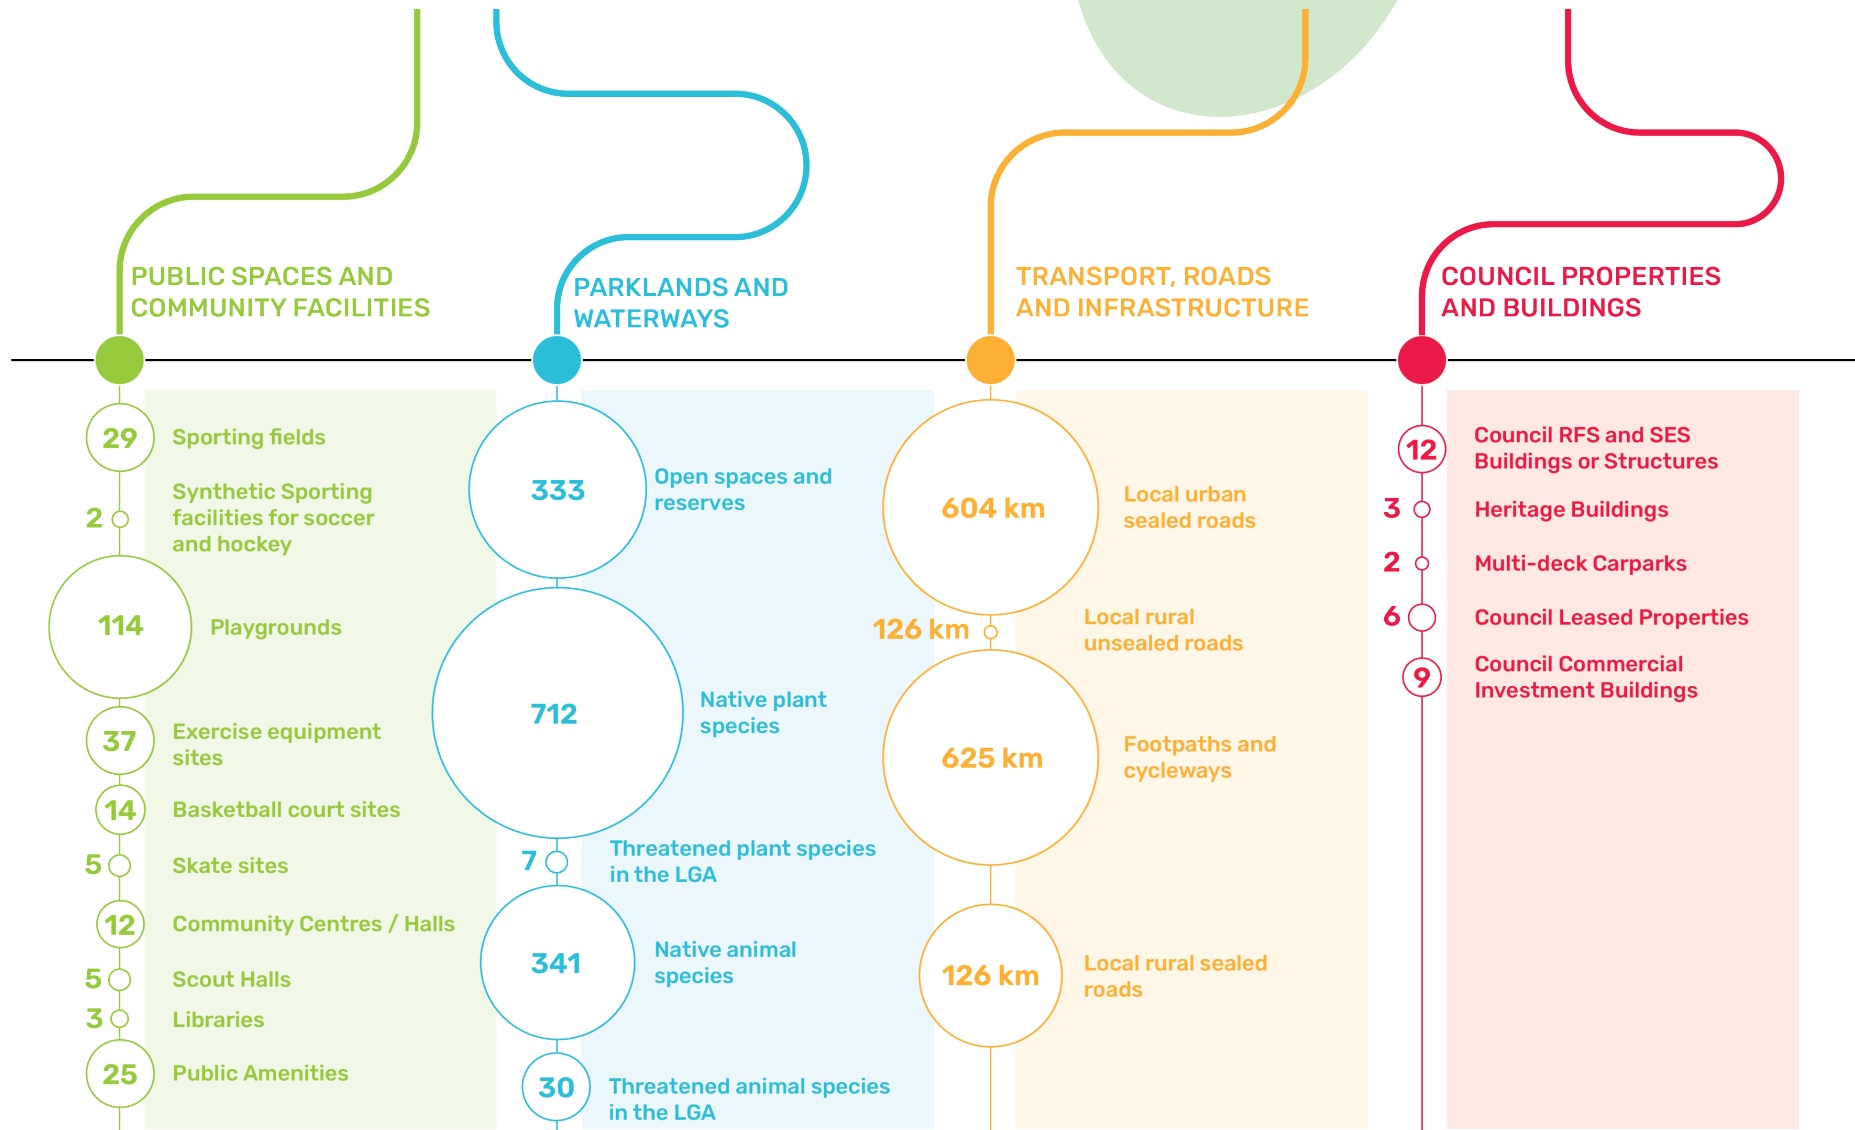 PUBLIC SPACES AND
COMMUNITY FACILITIES
29
Sporting fields
2
Synthetic Sporting
facilities for soccer
and hockey
114
Playgrounds
37
Exercise equipment
sites
14
Basketball court sites
5
Skate sites
12
Community Centres / Halls
5
Scout Halls
3
Libraries
25
Public Amenities
PARKLANDS AND
WATERWAYS
333
Open spaces and
reserves
712
Native plant
species
7
Threatened plant species
in the LGA
341
Native animal
species
30
Threatened animal species
in the LGA
TRANSPORT, ROADS
AND INFRASTRUCTURE
604 km
Local urban
sealed roads
126 km
Local rural
unsealed roads
625 km
Footpaths and
cycleways
126 km
Local rural sealed
roads
COUNCIL PROPERTIES
AND BUILDINGS
12
Council RFS and SES
Buildings or Structures
3
Heritage Buildings
2
Multi-deck Carparks
6
Council Leased Properties
9
Council Commercial
Investment Buildings